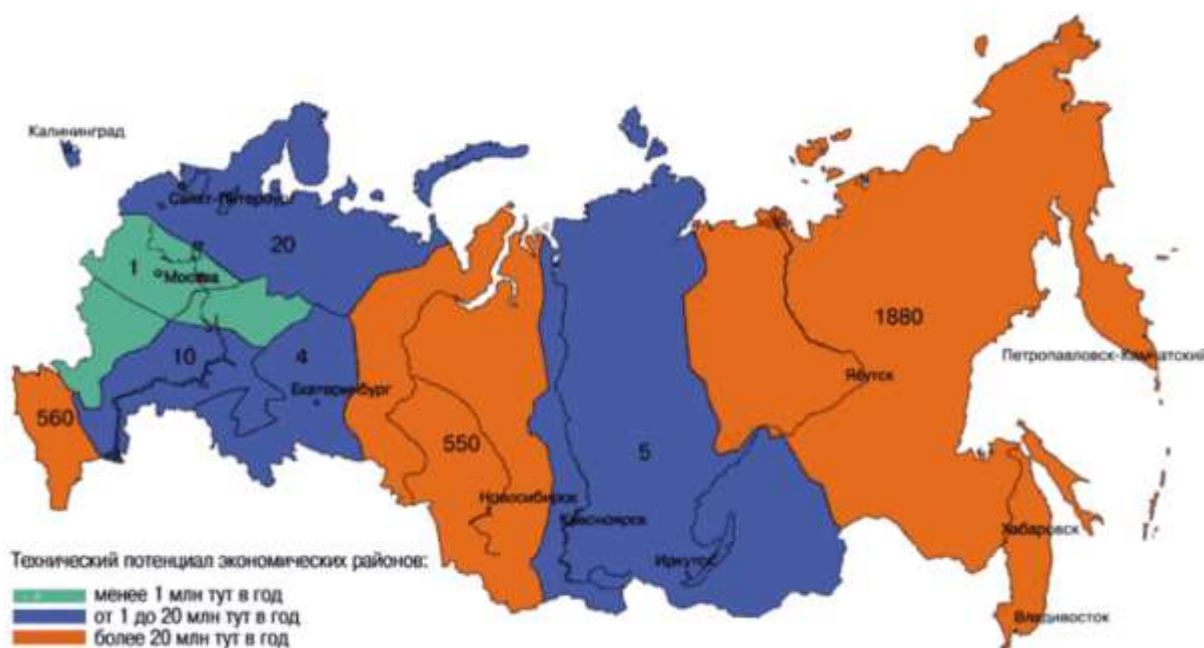 Калининград
Санкт-Петербург
20
1
Москва
1880
Петропавловск-Камчатский
10
4
Якутск
Екатеринбург
560
550
5
Новосибирск
Красноярск
Хабаровск
Иркутск
Технический потенциал экономических районов:
менее 1 млн тут в год
от 1 до 20 млн тут в год
более 20 млн тут в год
Владивосток